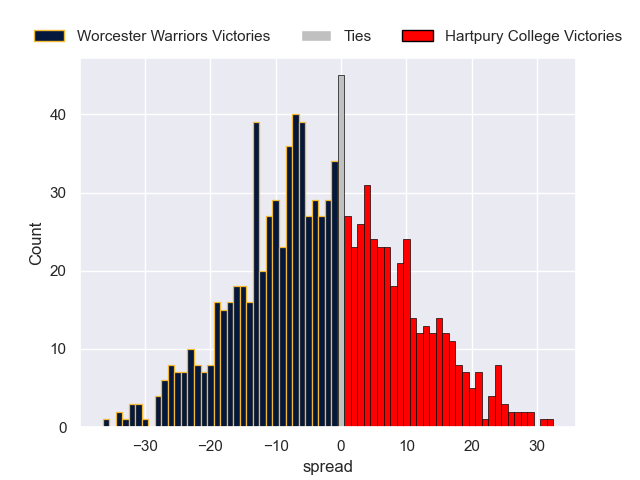 Worcester Warriors Victories Ties Hartpury College Victories
40
30
20
10
0
Count
−30 −20 −10 0 10 20 30
spread